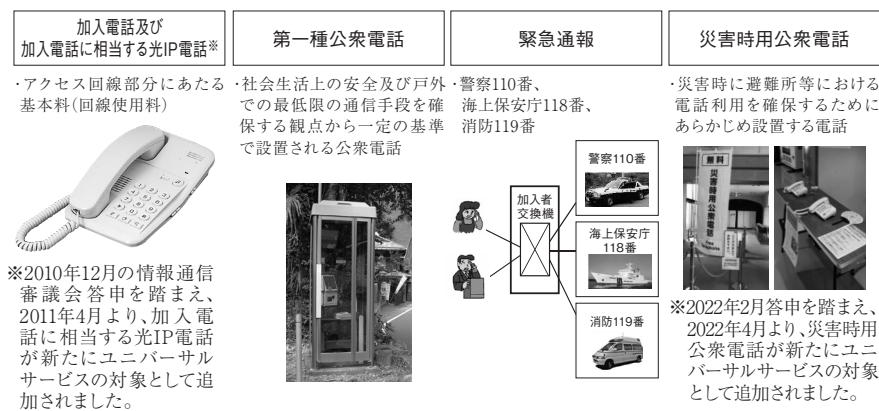 加入電話及び
加入電話に相当する光IP電話※
・アクセス回線部分にあたる
基本料(回線使用料)
※2010年12月の情報通信
審議会答申を踏まえ、
2011年4月より、加入電
話に相当する光IP電話
が新たにユニバーサル
サービスの対象として追
加されました。
第一種公衆電話
・社会生活上の安全及び戸外
での最低限の通信手段を確
保する観点から一定の基準
で設置される公衆電話
緊急通報
・警察110番、
海上保安庁118番、
消防119番
加入者
交換機
警察110番
海上保安庁
118番
消防119番
災害時用公衆電話
・災害時に避難所等における
電話利用を確保するために
あらかじめ設置する電話
無料
災害時用公衆電話
※2022年2月答申を踏まえ、
2022年4月より、災害時用
公衆電話が新たにユニ
バーサルサービスの対象
として追加されました。